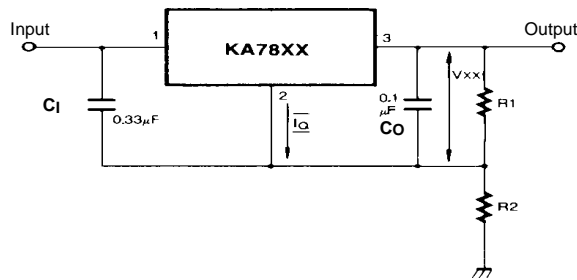 Input
Output
1
KA78XX
3
CI
0.33µF
2
IQ
0.1
µF
CO
VXX
R1
R2